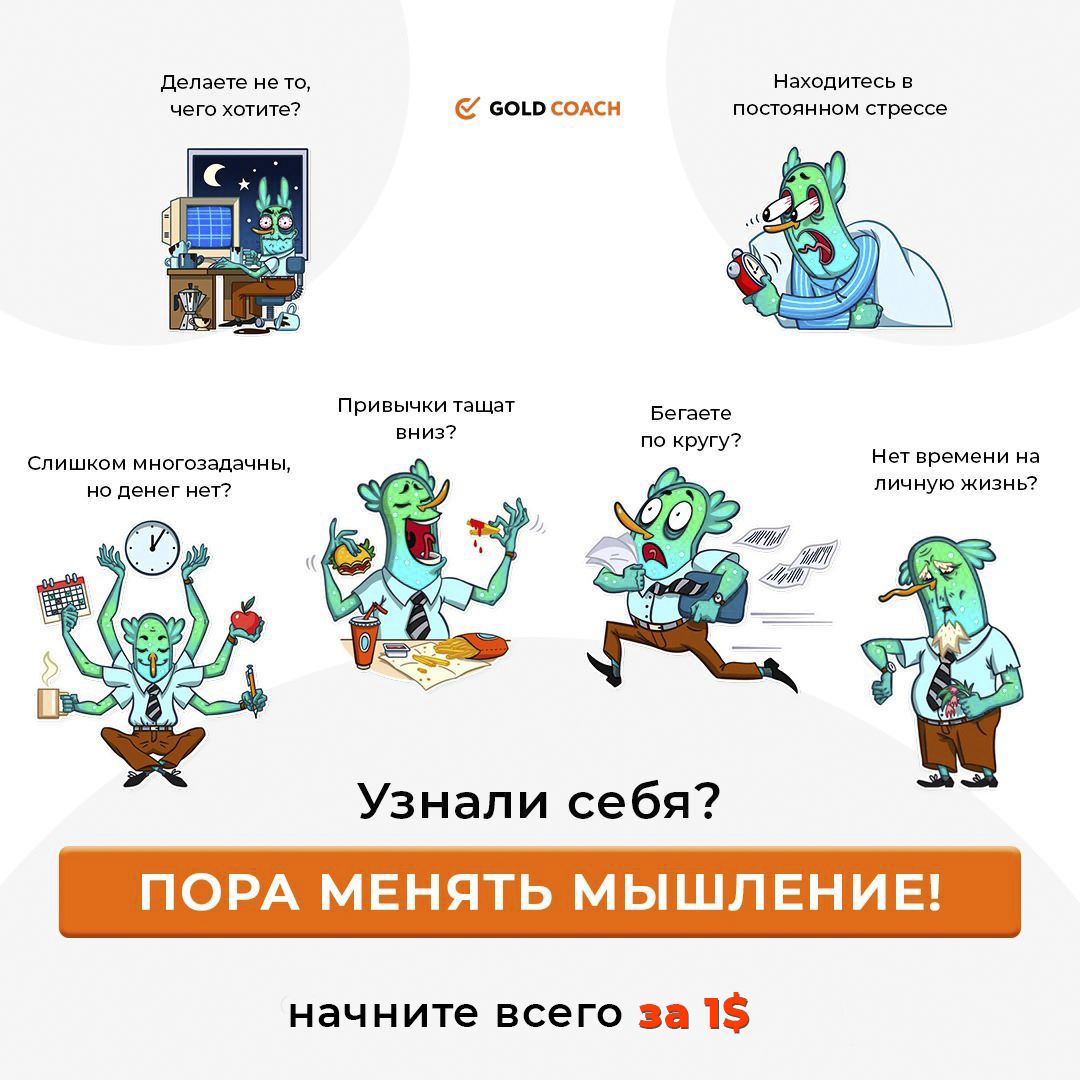 Делаете не то,
чего хотите?
GOLD COACH
Находитесь в
постоянном стрессе
Привычки тащат
вниз?
Бегаете
по кругу?
Слишком многозадачны,
но денег нет?
Нет времени на
личную жизнь?
Узнали себя?
ПОРА МЕНЯТЬ МЫШЛЕНИЕ!
начните всего за 1$